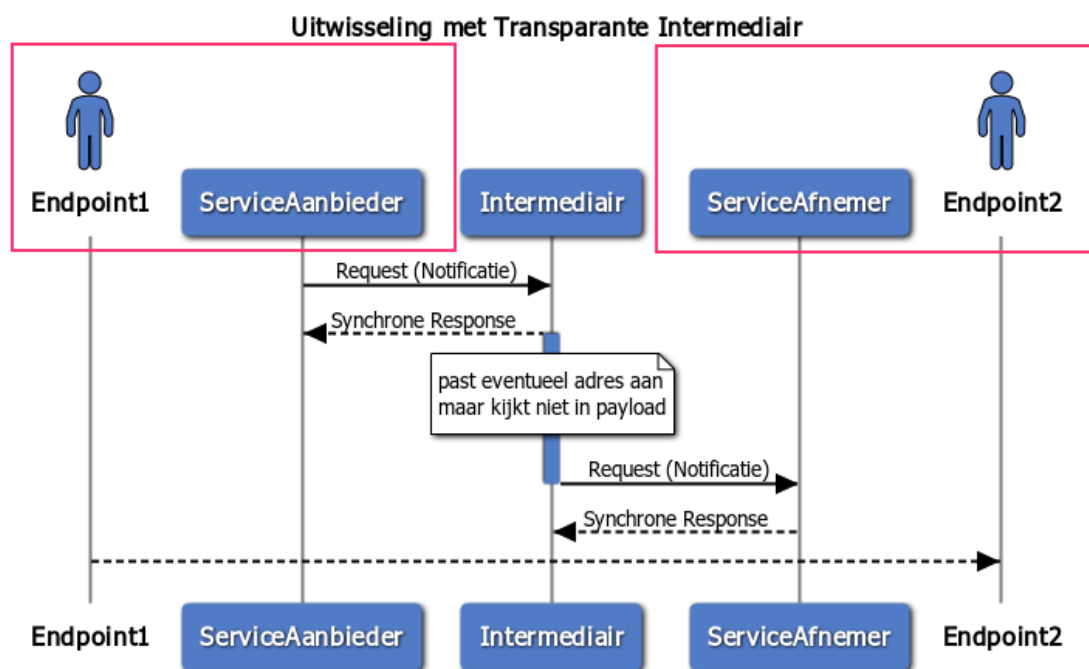 Uitwisseling met Transparante Intermediair
Endpoint1
ServiceAanbieder
Intermediair
ServiceAfnemer
Endpoint2
Request (Notificatie)
Synchrone Response
past eventueel adres aan
maar kijkt niet in payload
Request (Notificatie)
Synchrone Response
Endpoint1
ServiceAanbieder
Intermediair
ServiceAfnemer
Endpoint2